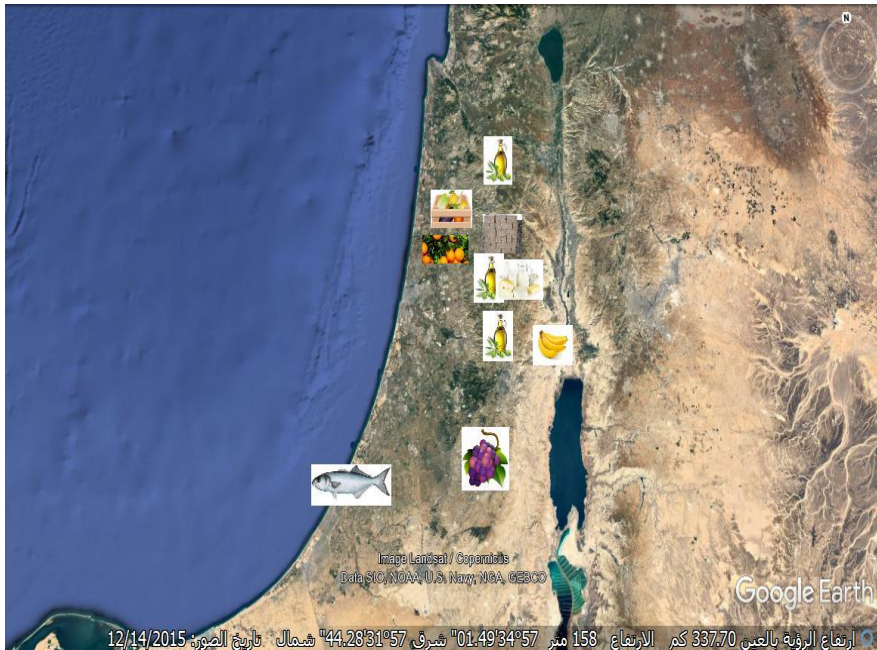 N
Image Landsat / Copernicus
Data SIO, NOAA, U.S. Navy, NGA, GEBCO
Google Earth
ارتفاع الرؤية بالعين 337.70 كم الارتفاع 158 متر 01.49'34°57" شرق 44.28'31°57" شمال تاريخ الصور: 12/14/2015